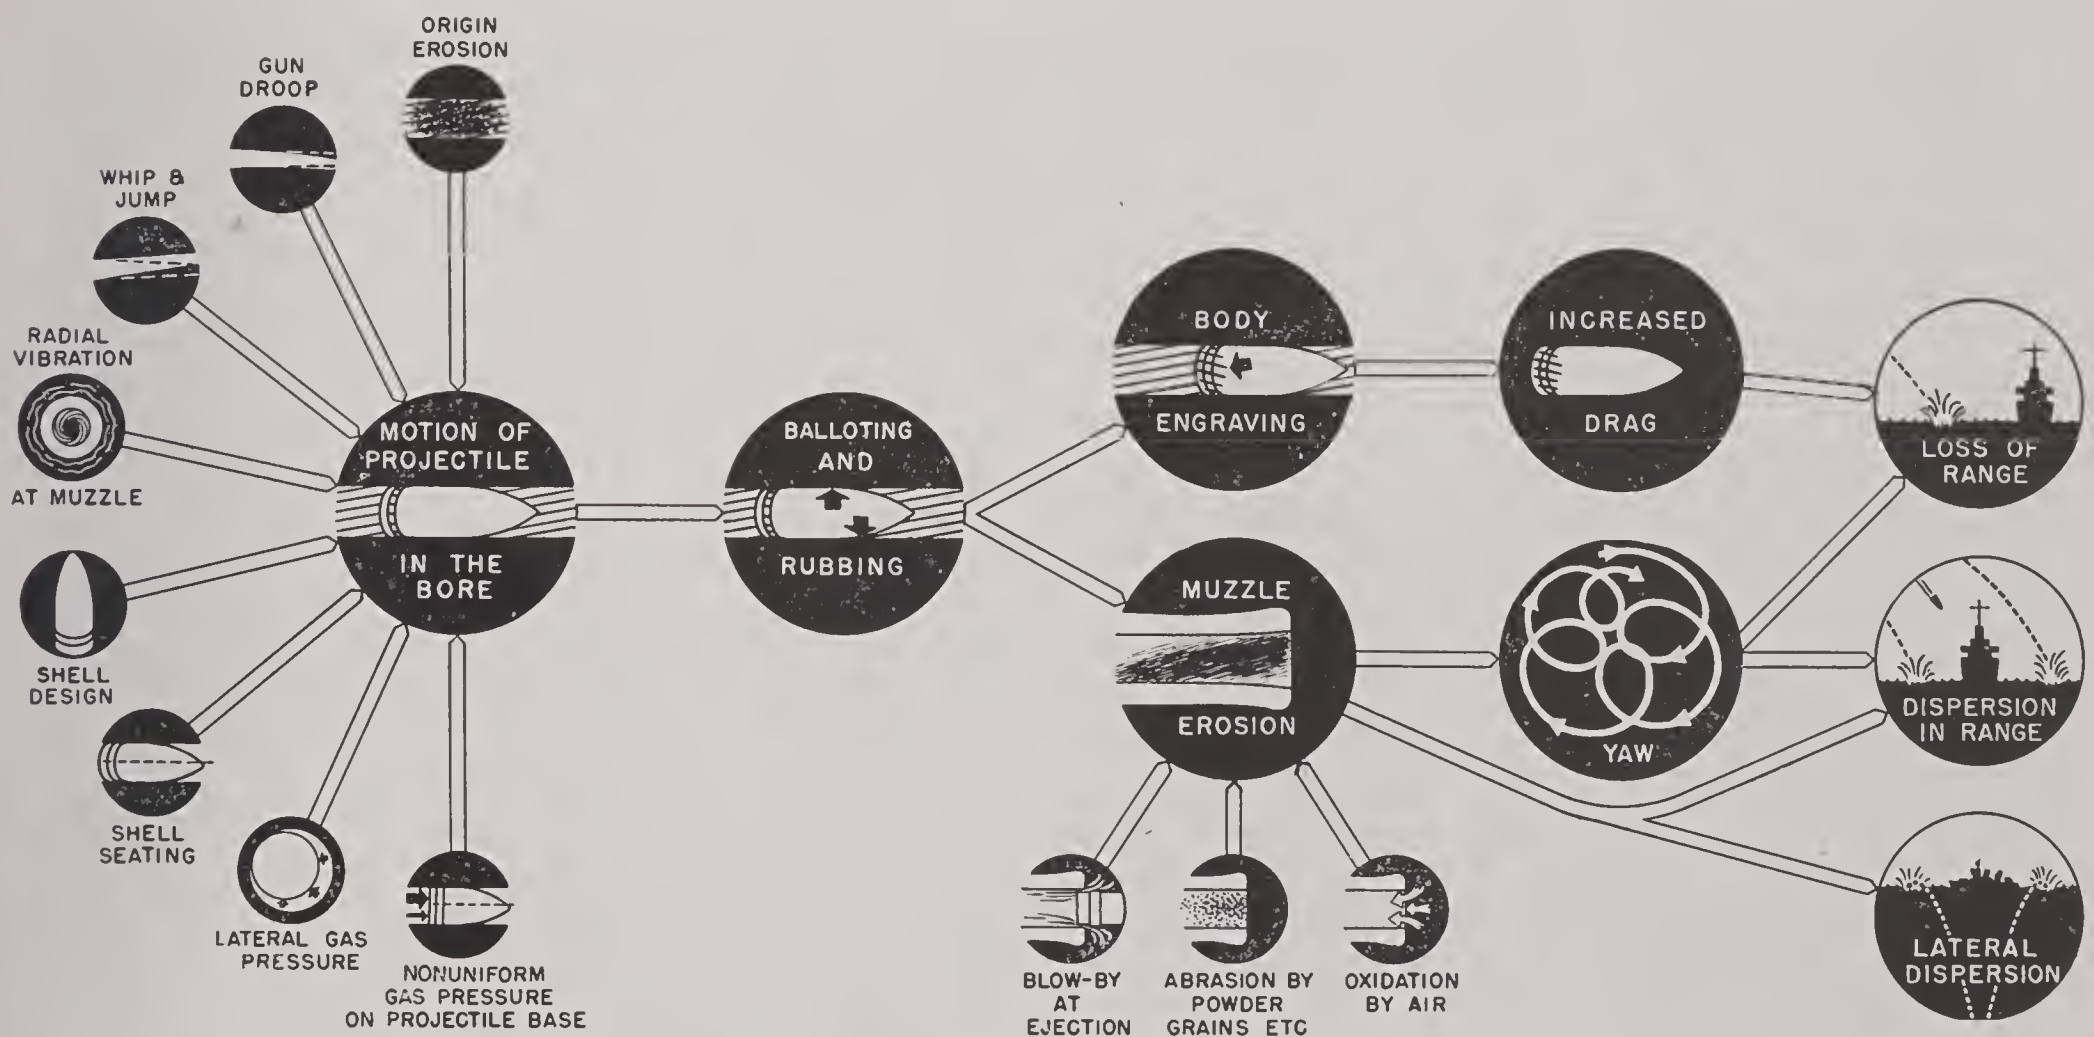 ORIGIN
EROSION
GUN
DROOP
WHIP &
JUMP
RADIAL
VIBRATION
AT MUZZLE
SHELL
DESIGN
SHELL
SEATING
LATERAL GAS
PRESSURE
NONUNIFORM
GAS PRESSURE
ON PROJECTILE BASE
MOTION OF
PROJECTILE
IN THE
BORE
BALLOTING
AND
RUBBING
BODY
ENGRAVING
INCREASED
DRAG
LOSS OF
RANGE
MUZZLE
EROSION
YAW
DISPERSION
IN RANGE
LATERAL
DISPERSION
BLOW-BY
AT
EJECTION
ABRASION BY
POWDER
GRAINS ETC
OXIDATION
BY AIR